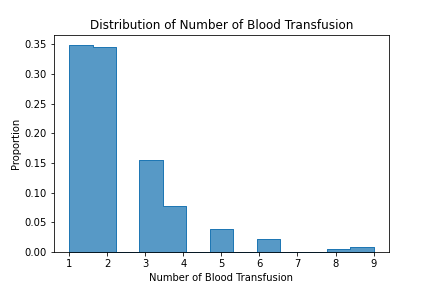 Distribution of Number of Blood Transfusion
0.35
0.30
0.25
0.20
0.15
0.10
0.05
0.00
Proportion
1 2 3 4 5 6 7 8 9
Number of Blood Transfusion